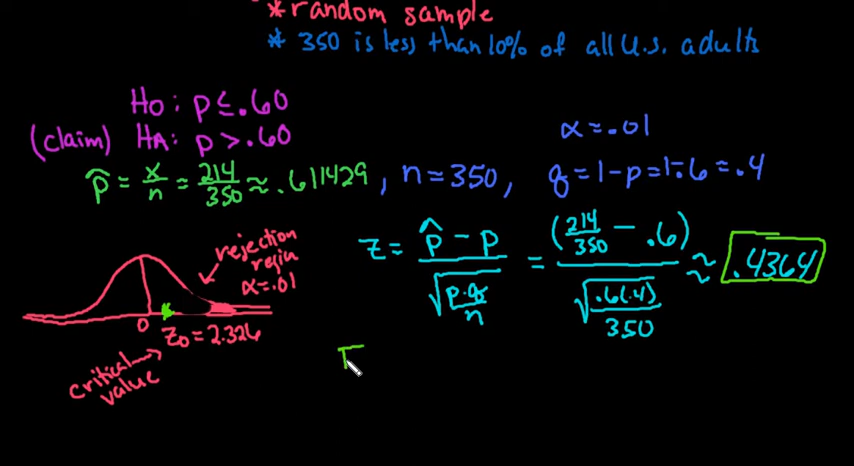 *random sample
* 350 is less than 10% of all U.S. adults
Ho: p ≤ .60
(claim) HA: p > .60
α = .01
p̂ = x/n = 214/350 ≈ .611429, n = 350, q = 1-p = 1-.6 = .4
rejection
region
α = .01
z = (p̂ - p)/√(p·q/n) = (214/350 - .6)/√(.6(.4)/350) ≈ .4364
0
Z0 = 2.326
critical
value